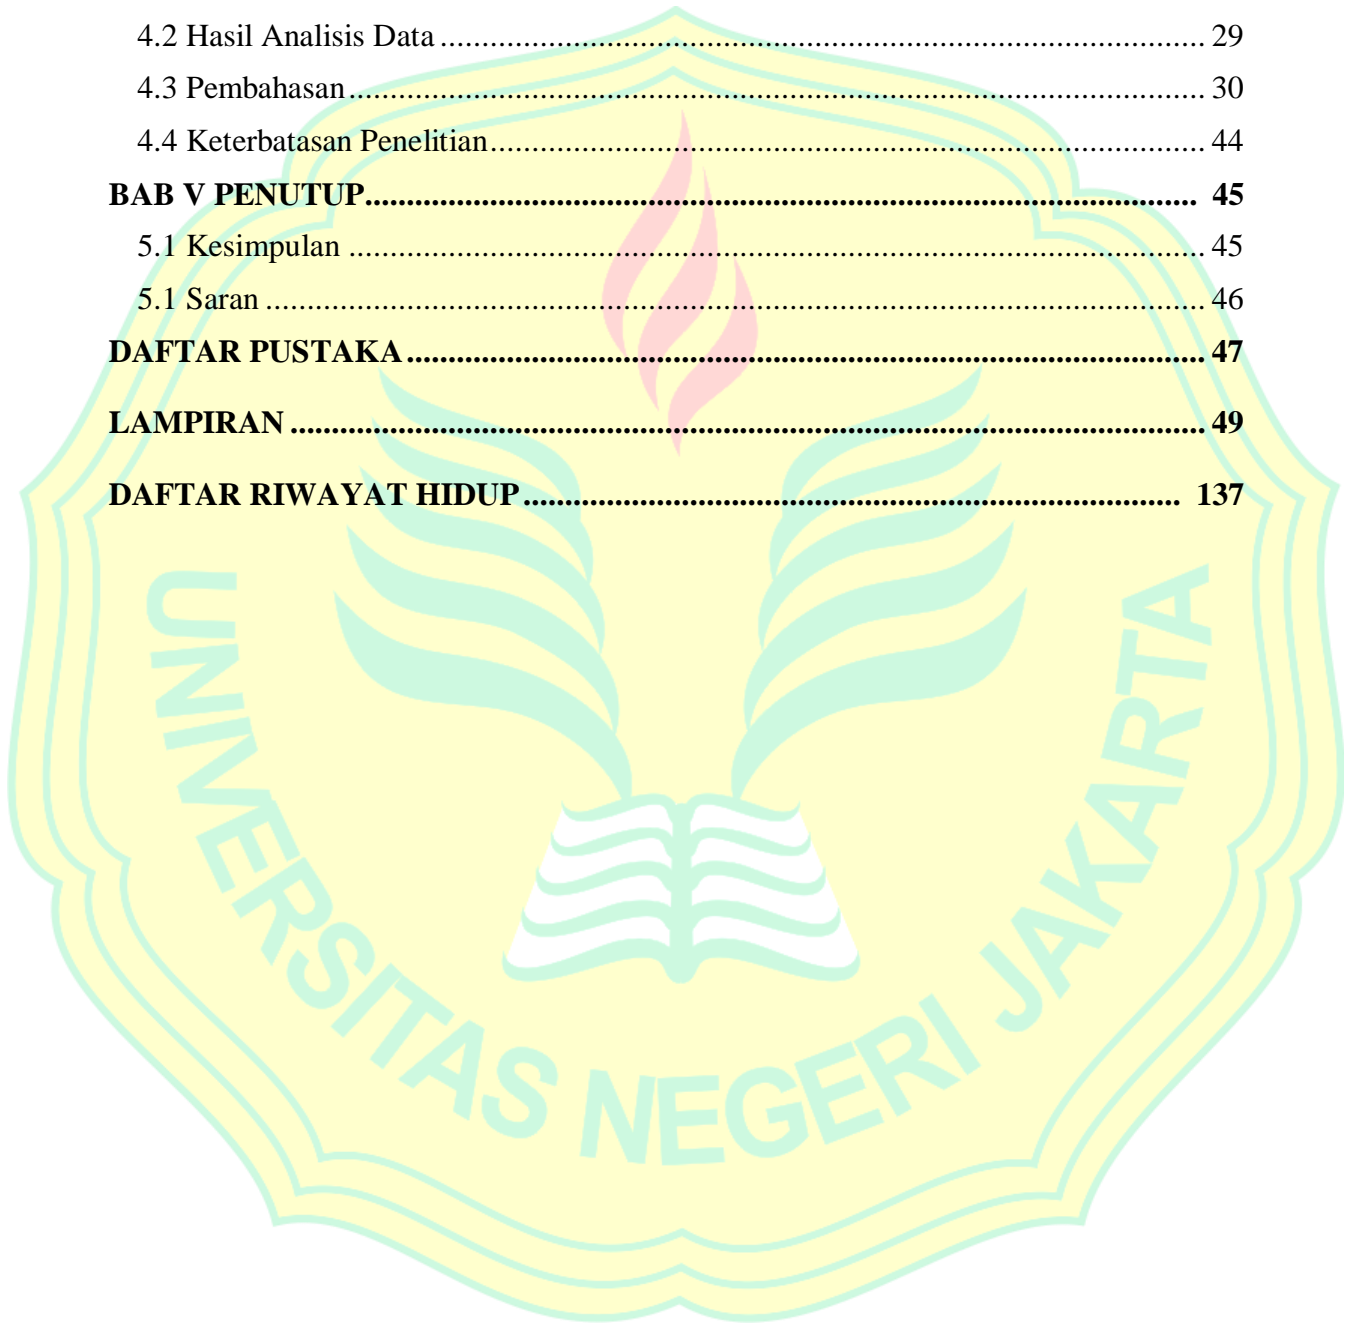 4.2 Hasil Analisis Data ............................................................................................. 29
4.3 Pembahasan ........................................................................................................ 30
4.4 Keterbatasan Penelitian ....................................................................................... 44
BAB V PENUTUP ..................................................................................................... 45
5.1 Kesimpulan ........................................................................................................ 45
5.1 Saran .................................................................................................................. 46
DAFTAR PUSTAKA ................................................................................................. 47
LAMPIRAN ............................................................................................................... 49
DAFTAR RIWAYAT HIDUP ................................................................................ 137
UNIVERSITAS NEGERI JAKARTA